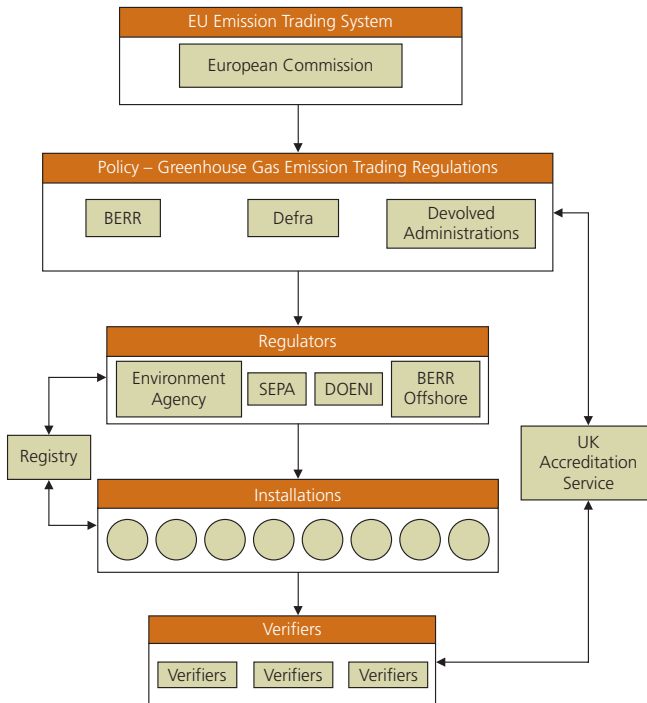 EU Emission Trading System
European Commission
Policy – Greenhouse Gas Emission Trading Regulations
BERR
Defra
Devolved
Administrations
Regulators
Environment
Agency
SEPA
DOENI
BERR
Offshore
Registry
UK
Accreditation
Service
Installations
Verifiers
Verifiers
Verifiers
Verifiers